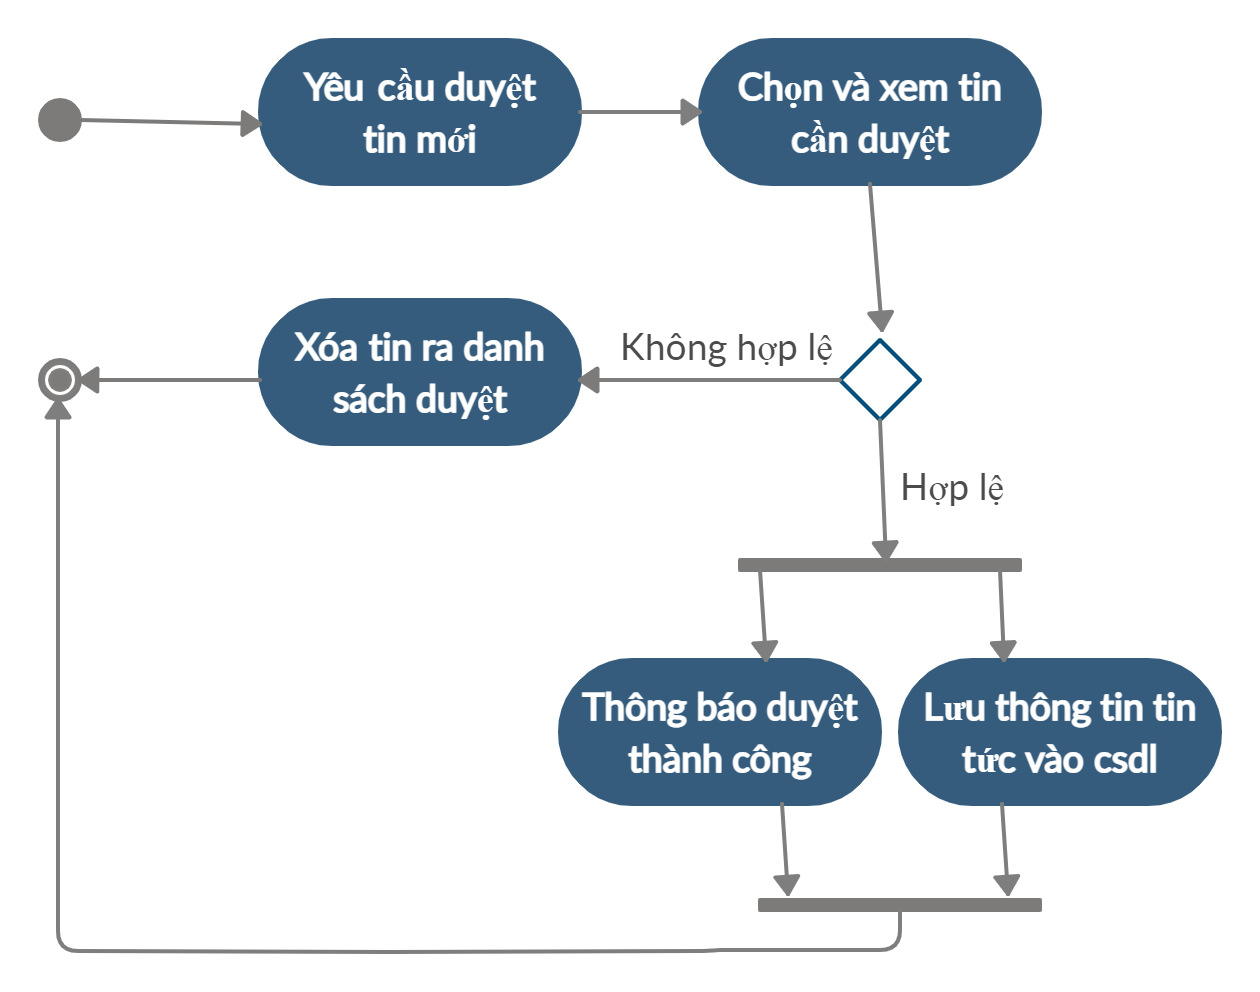 Yêu cầu duyệt
tin mới
Chọn và xem tin
cần duyệt
Xóa tin ra danh
sách duyệt
Không hợp lệ
Hợp lệ
Thông báo duyệt
thành công
Lưu thông tin tin
tức vào csdl